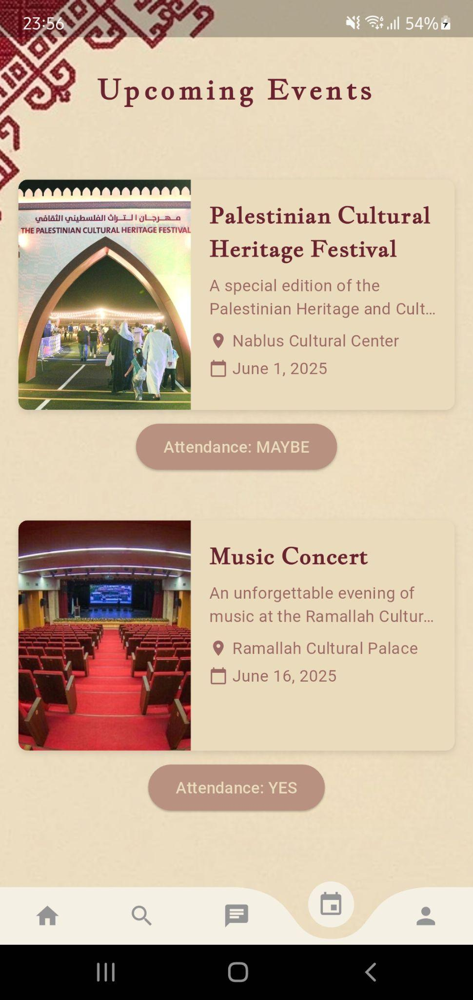 23:56
6
54%
Upcoming Events
مهرجان التراث الفلسطيني الثقافي
THE PALESTINIAN CULTURAL HERITAGE FESTIVAL
Palestinian Cultural
Heritage Festival
A special edition of the
Palestinian Heritage and Cult…
Nablus Cultural Center
June 1, 2025
Attendance: MAYBE
Music Concert
An unforgettable evening of
music at the Ramallah Cultur…
Ramallah Cultural Palace
June 16, 2025
Attendance: YES